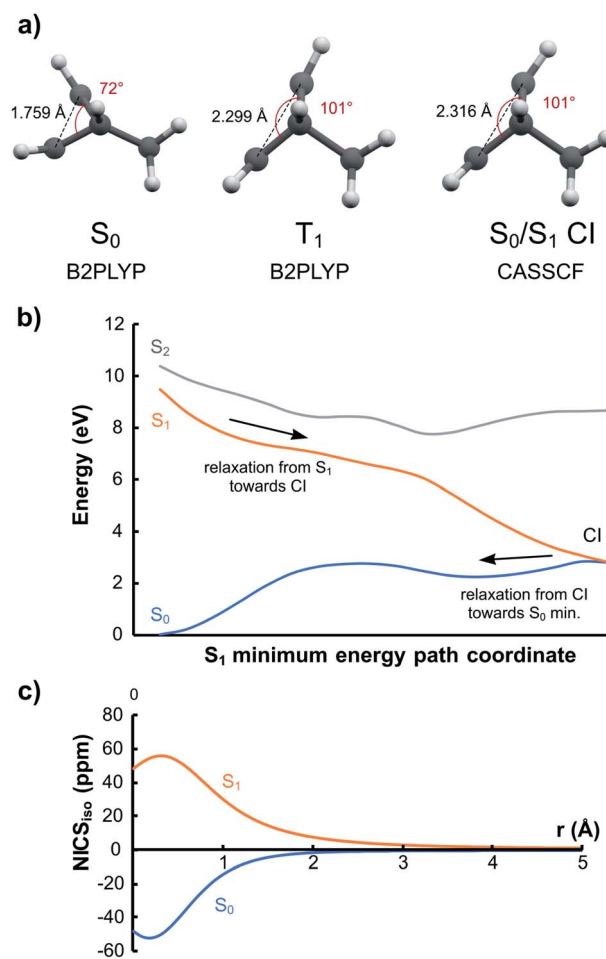 a)
72°
1.759 Å
101°
2.299 Å
101°
2.316 Å
S₀
T₁
S₀/S₁ CI
B2PLYP
B2PLYP
CASSCF
b)
12
10
8
6
4
2
0
Energy (eV)
S₂
S₁
relaxation from S₁
towards CI
CI
relaxation from CI
towards S₀ min.
S₀
S₁ minimum energy path coordinate
c)
0
80
60
40
20
0
-20
-40
-60
NICSiso (ppm)
S₁
r (Å)
1
2
3
4
5
S₀